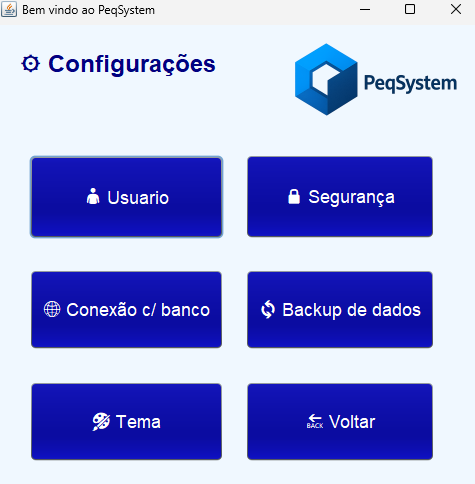 Bem vindo ao PeqSystem
Configurações
PeqSystem
Usuario
Segurança
Conexão c/ banco
Backup de dados
Tema
BACK Voltar